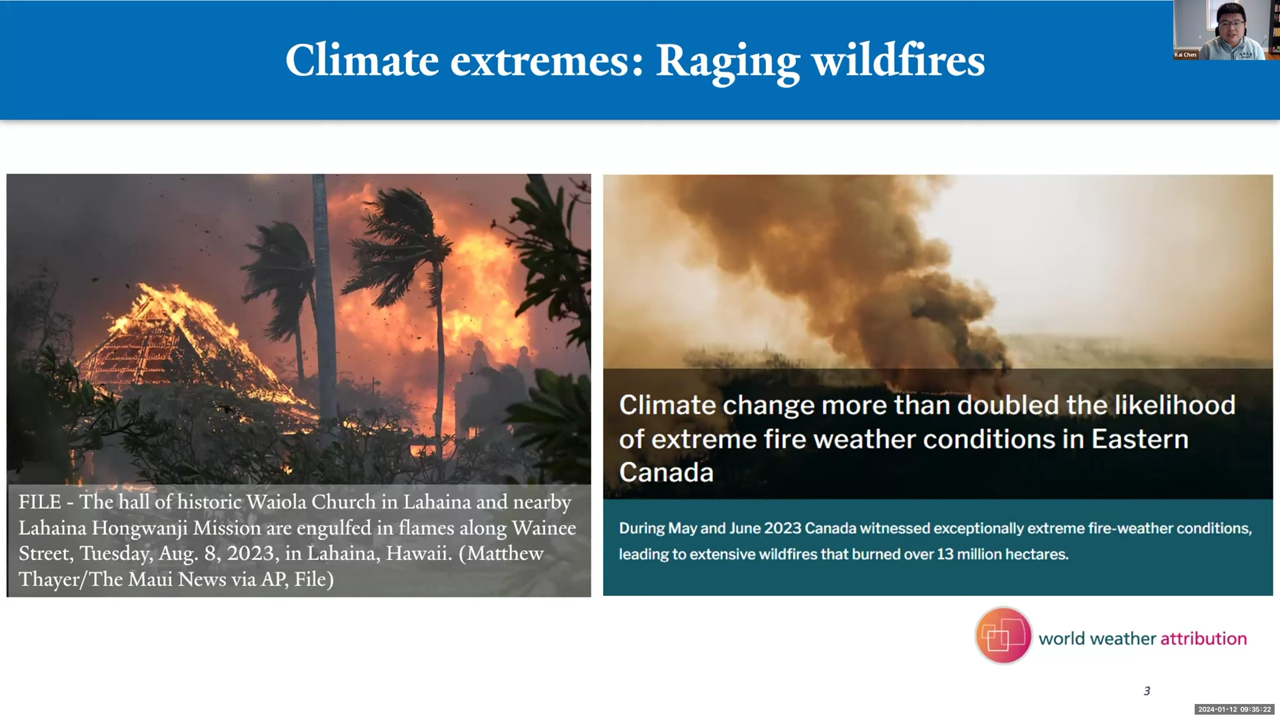 Climate extremes: Raging wildfires
Kai Chen
FILE - The hall of historic Waiola Church in Lahaina and nearby
Lahaina Hongwanji Mission are engulfed in flames along Wainee
Street, Tuesday, Aug. 8, 2023, in Lahaina, Hawaii. (Matthew
Thayer/The Maui News via AP, File)
Climate change more than doubled the likelihood
of extreme fire weather conditions in Eastern
Canada
During May and June 2023 Canada witnessed exceptionally extreme fire-weather conditions,
leading to extensive wildfires that burned over 13 million hectares.
world weather attribution
3
2024-01-12 09:35:22